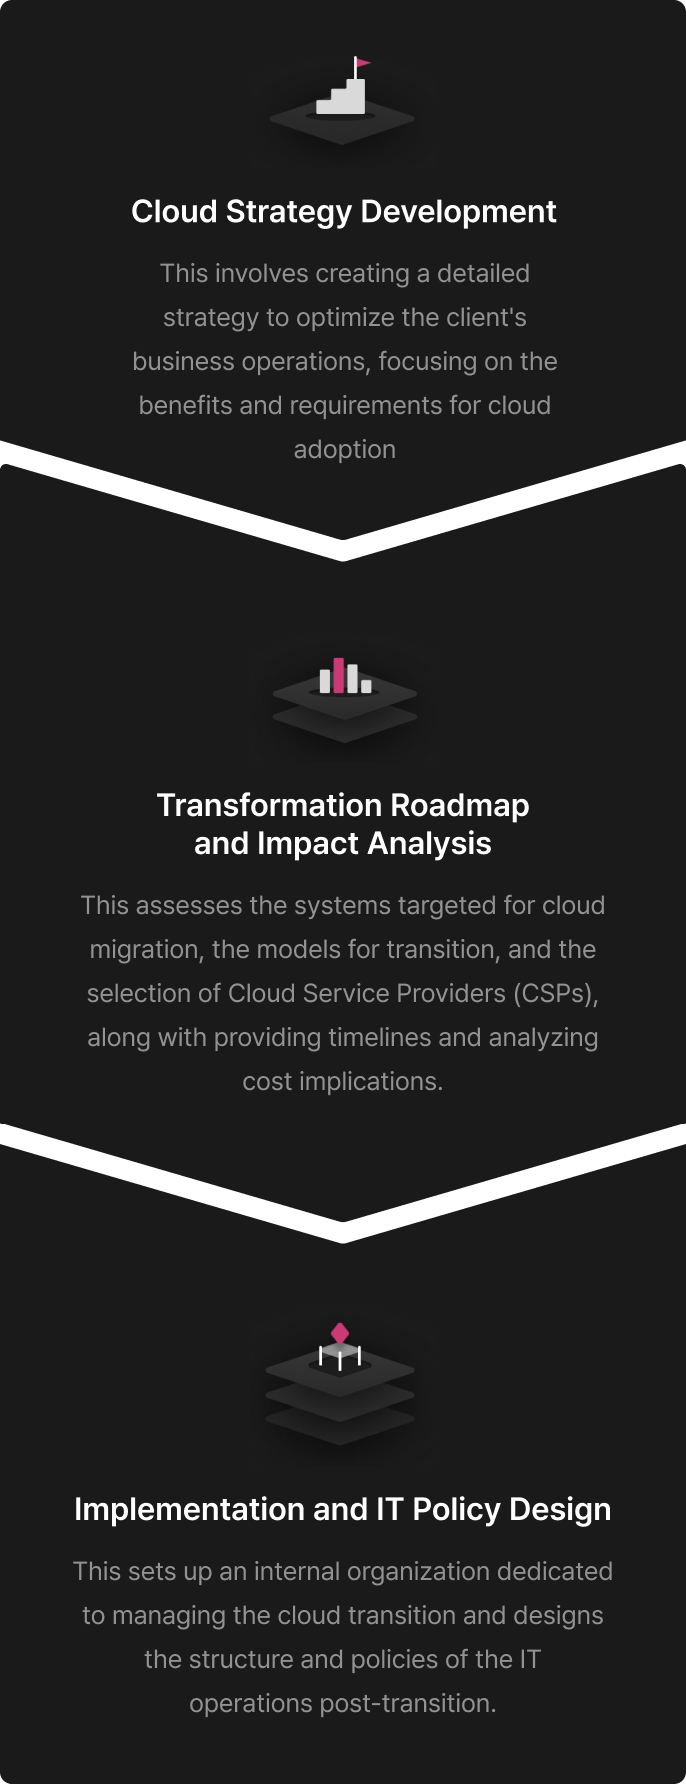 Cloud Strategy Development
This involves creating a detailed
strategy to optimize the client's
business operations, focusing on the
benefits and requirements for cloud
adoption
Transformation Roadmap
and Impact Analysis
This assesses the systems targeted for cloud
migration, the models for transition, and the
selection of Cloud Service Providers (CSPs),
along with providing timelines and analyzing
cost implications.
Implementation and IT Policy Design
This sets up an internal organization dedicated
to managing the cloud transition and designs
the structure and policies of the IT
operations post-transition.